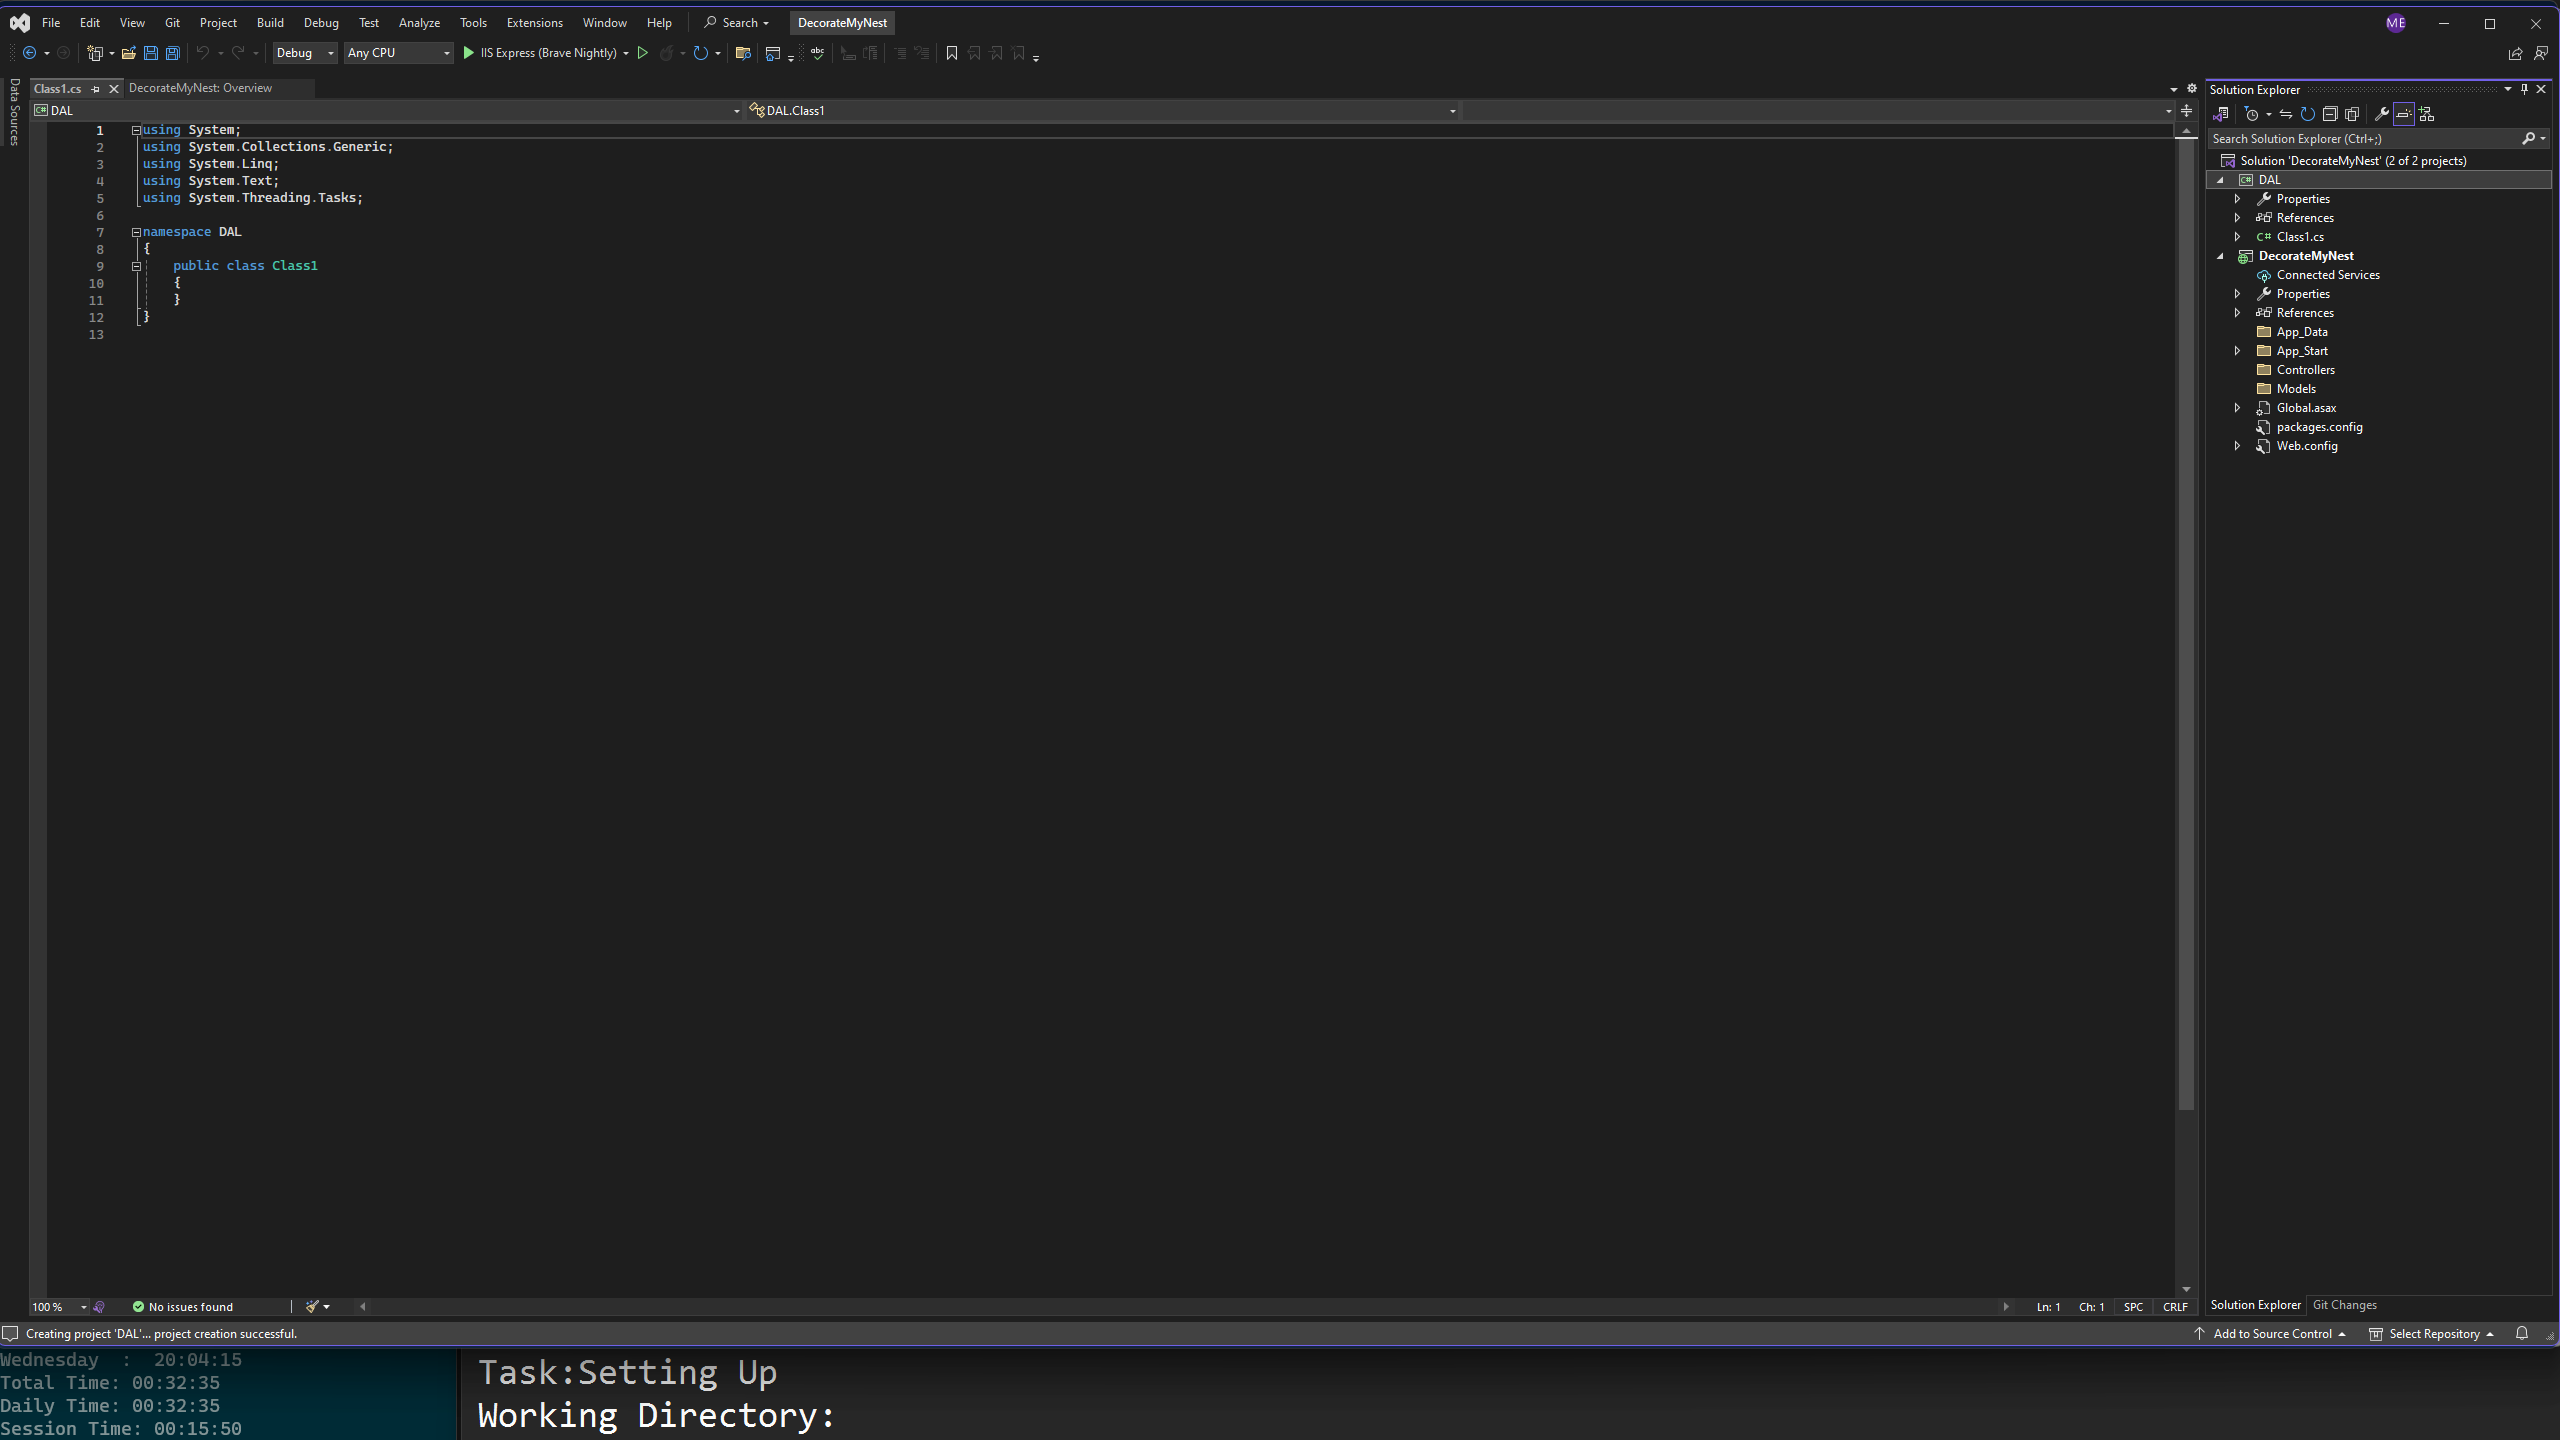 File Edit View Git Project Build Debug Test Analyze Tools Extensions Window Help Search DecorateMyNest ME
Debug Any CPU IIS Express (Brave Nightly) abc
Data Sources
Class1.cs DecorateMyNest: Overview
C# DAL DAL.Class1
1 using System;
2 using System.Collections.Generic;
3 using System.Linq;
4 using System.Text;
5 using System.Threading.Tasks;
6
7 namespace DAL
8 {
9 public class Class1
10 {
11 }
12 }
13
100 % No issues found Ln: 1 Ch: 1 SPC CRLF
Solution Explorer
Search Solution Explorer (Ctrl+;)
Solution 'DecorateMyNest' (2 of 2 projects)
C# DAL
Properties
References
C# Class1.cs
DecorateMyNest
Connected Services
Properties
References
App_Data
App_Start
Controllers
Models
Global.asax
packages.config
Web.config
Solution Explorer Git Changes
Creating project 'DAL'... project creation successful. Add to Source Control Select Repository
Wednesday : 20:04:15
Total Time: 00:32:35
Daily Time: 00:32:35
Session Time: 00:15:50
Task:Setting Up
Working Directory: